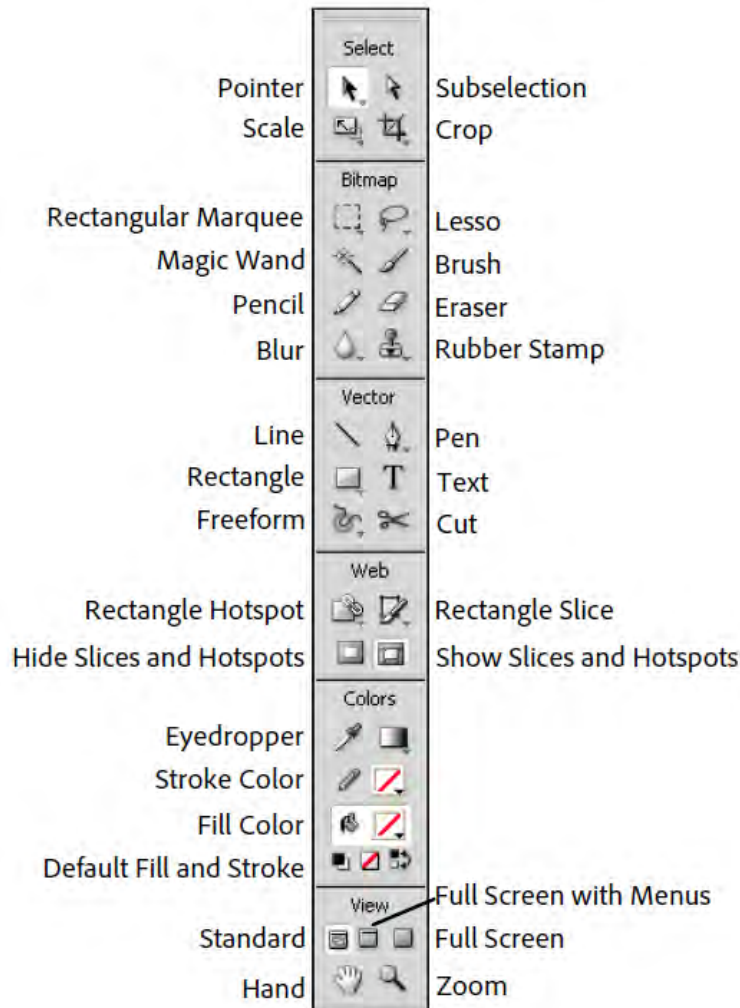 Select
Pointer Subselection
Scale Crop
Bitmap
Rectangular Marquee Lesso
Magic Wand Brush
Pencil Eraser
Blur Rubber Stamp
Vector
Line Pen
Rectangle T Text
Freeform Cut
Web
Rectangle Hotspot Rectangle Slice
Hide Slices and Hotspots Show Slices and Hotspots
Colors
Eyedropper
Stroke Color
Fill Color
Default Fill and Stroke
View Full Screen with Menus
Standard Full Screen
Hand Zoom